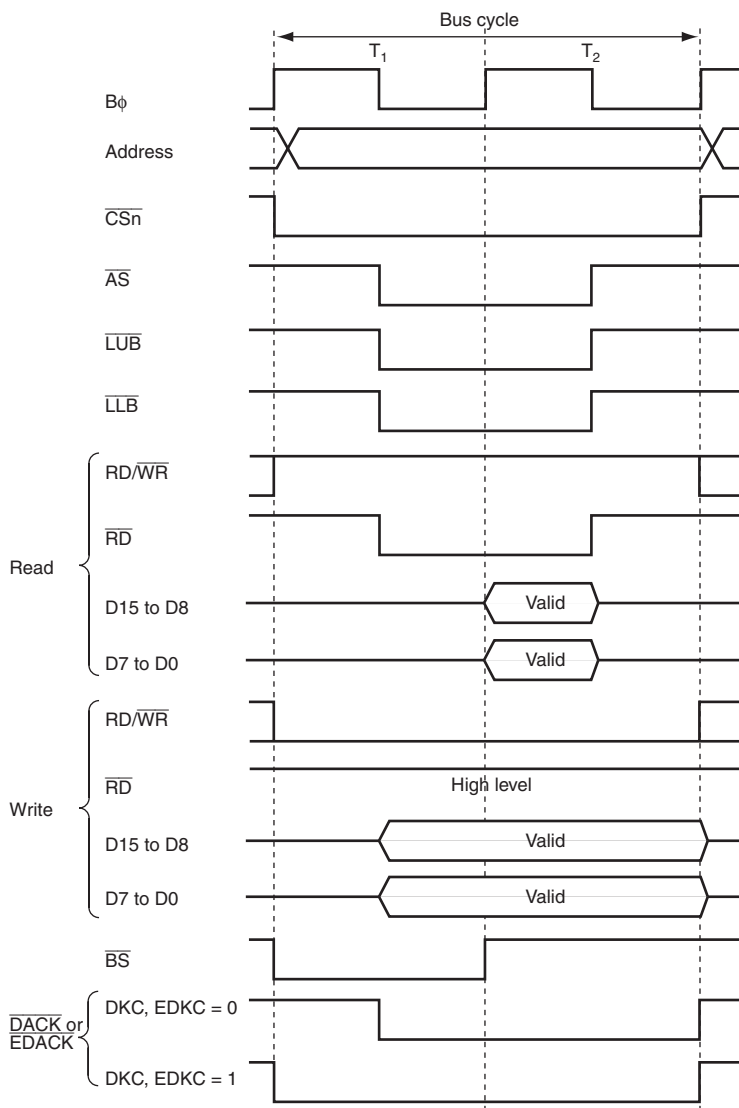 Bus cycle
T1 T2
Bϕ
Address
CSn
AS
LUB
LLB
Read
RD/WR
RD
D15 to D8 Valid
D7 to D0 Valid
Write
RD/WR
RD High level
D15 to D8 Valid
D7 to D0 Valid
BS
DACK or
EDACK
DKC, EDKC = 0
DKC, EDKC = 1